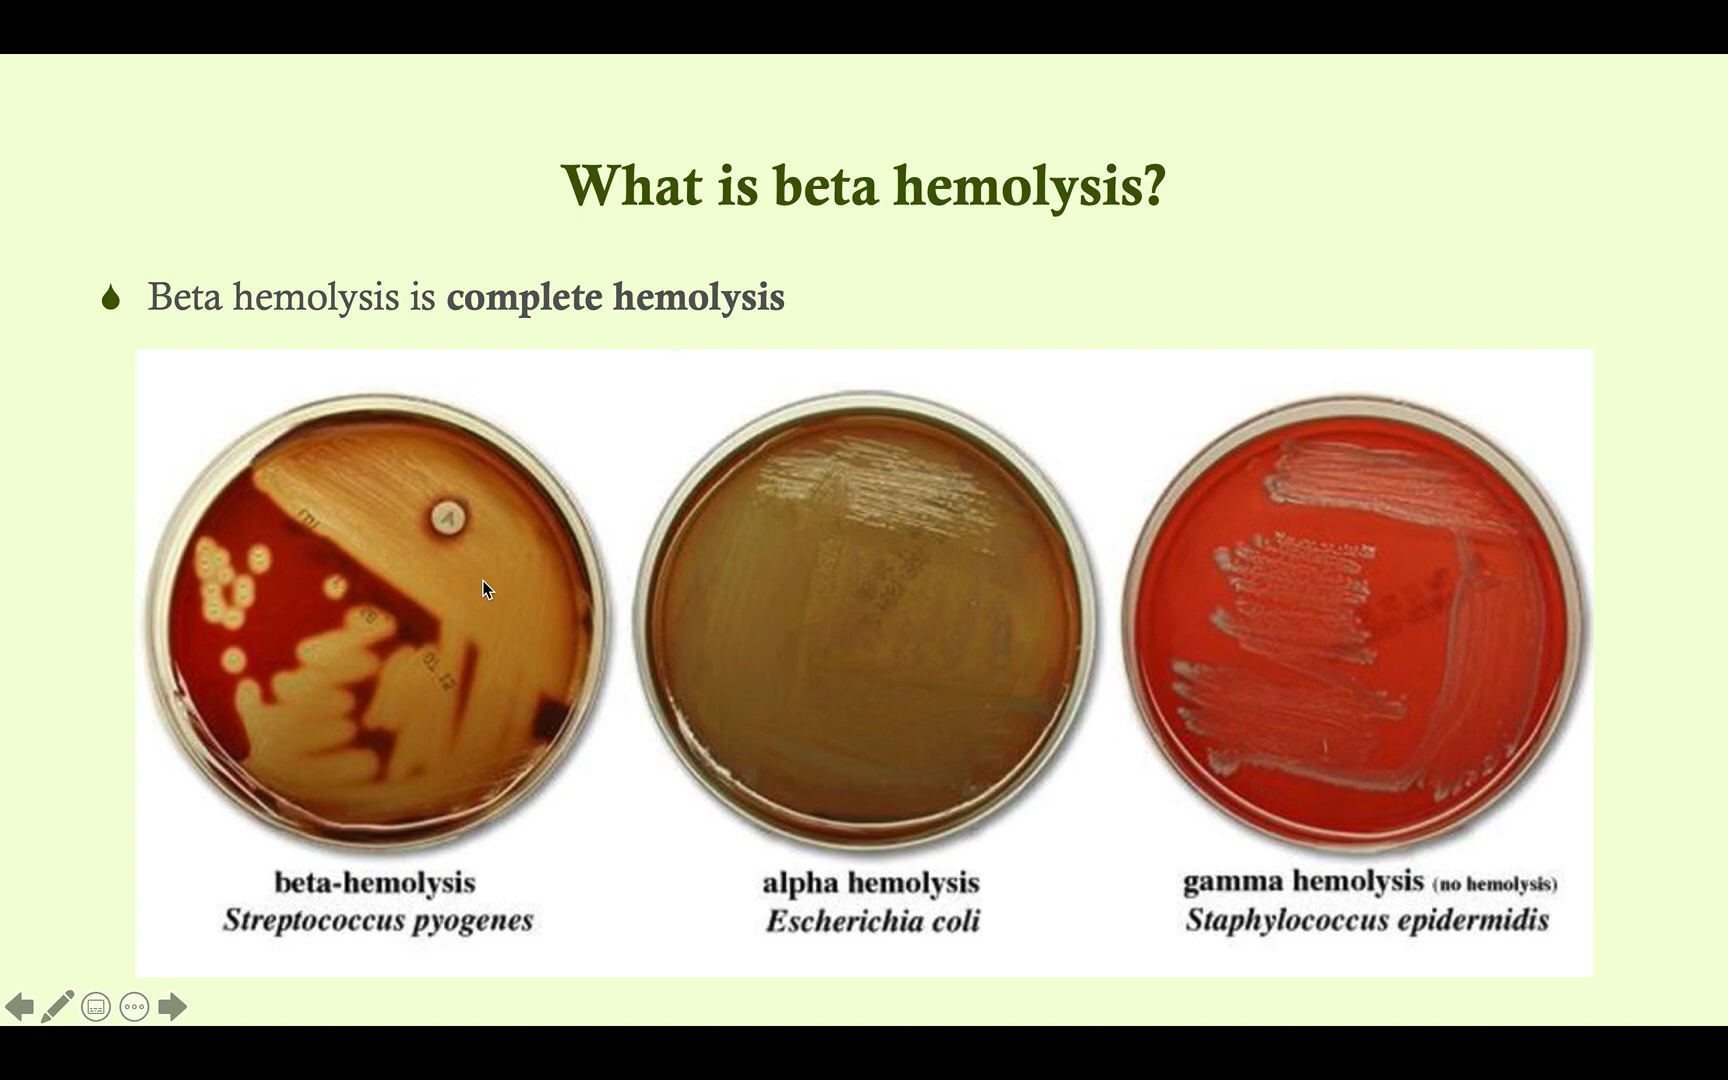 What is beta hemolysis?
Beta hemolysis is complete hemolysis
A
beta-hemolysis
Streptococcus pyogenes
alpha hemolysis
Escherichia coli
gamma hemolysis (no hemolysis)
Staphylococcus epidermidis